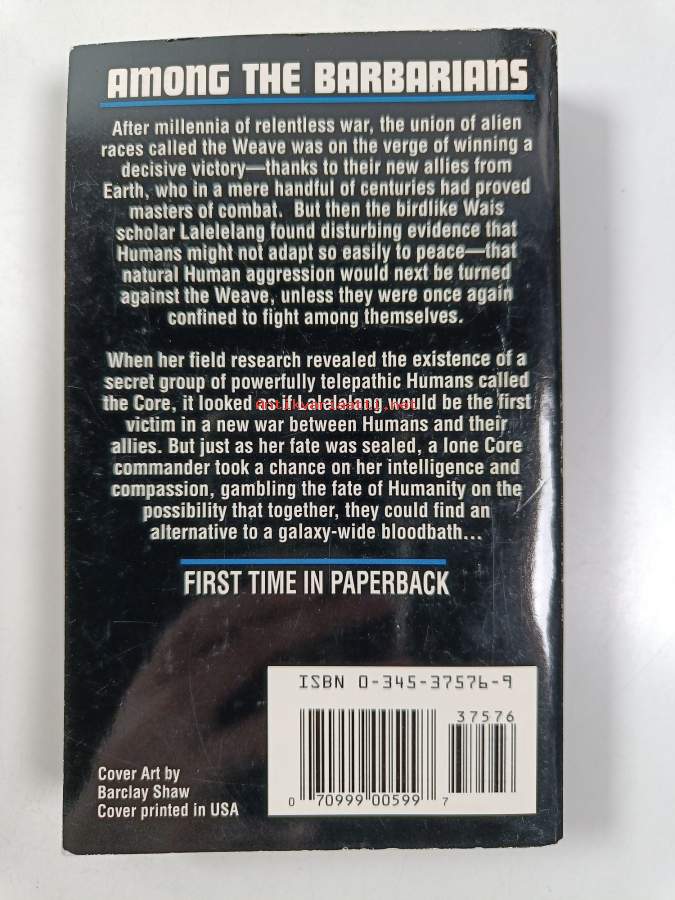 AMONG THE BARBARIANS
After millennia of relentless war, the union of alien
races called the Weave was on the verge of winning a
decisive victory—thanks to their new allies from
Earth, who in a mere handful of centuries had proved
masters of combat. But then the birdlike Wais
scholar Lalelelang found disturbing evidence that
Humans might not adapt so easily to peace—that
natural Human aggression would next be turned
against the Weave, unless they were once again
confined to fight among themselves.
When her field research revealed the existence of a
secret group of powerfully telepathic Humans called
the Core, it looked as if Lalelelang would be the first
Antikvariaatti.net
victim in a new war between Humans and their
allies. But just as her fate was sealed, a lone Core
commander took a chance on her intelligence and
compassion, gambling the fate of Humanity on the
possibility that together, they could find an
alternative to a galaxy-wide bloodbath...
FIRST TIME IN PAPERBACK
ISBN 0-345-37576-9
37576
0 70999 00599 7
Cover Art by
Barclay Shaw
Cover printed in USA